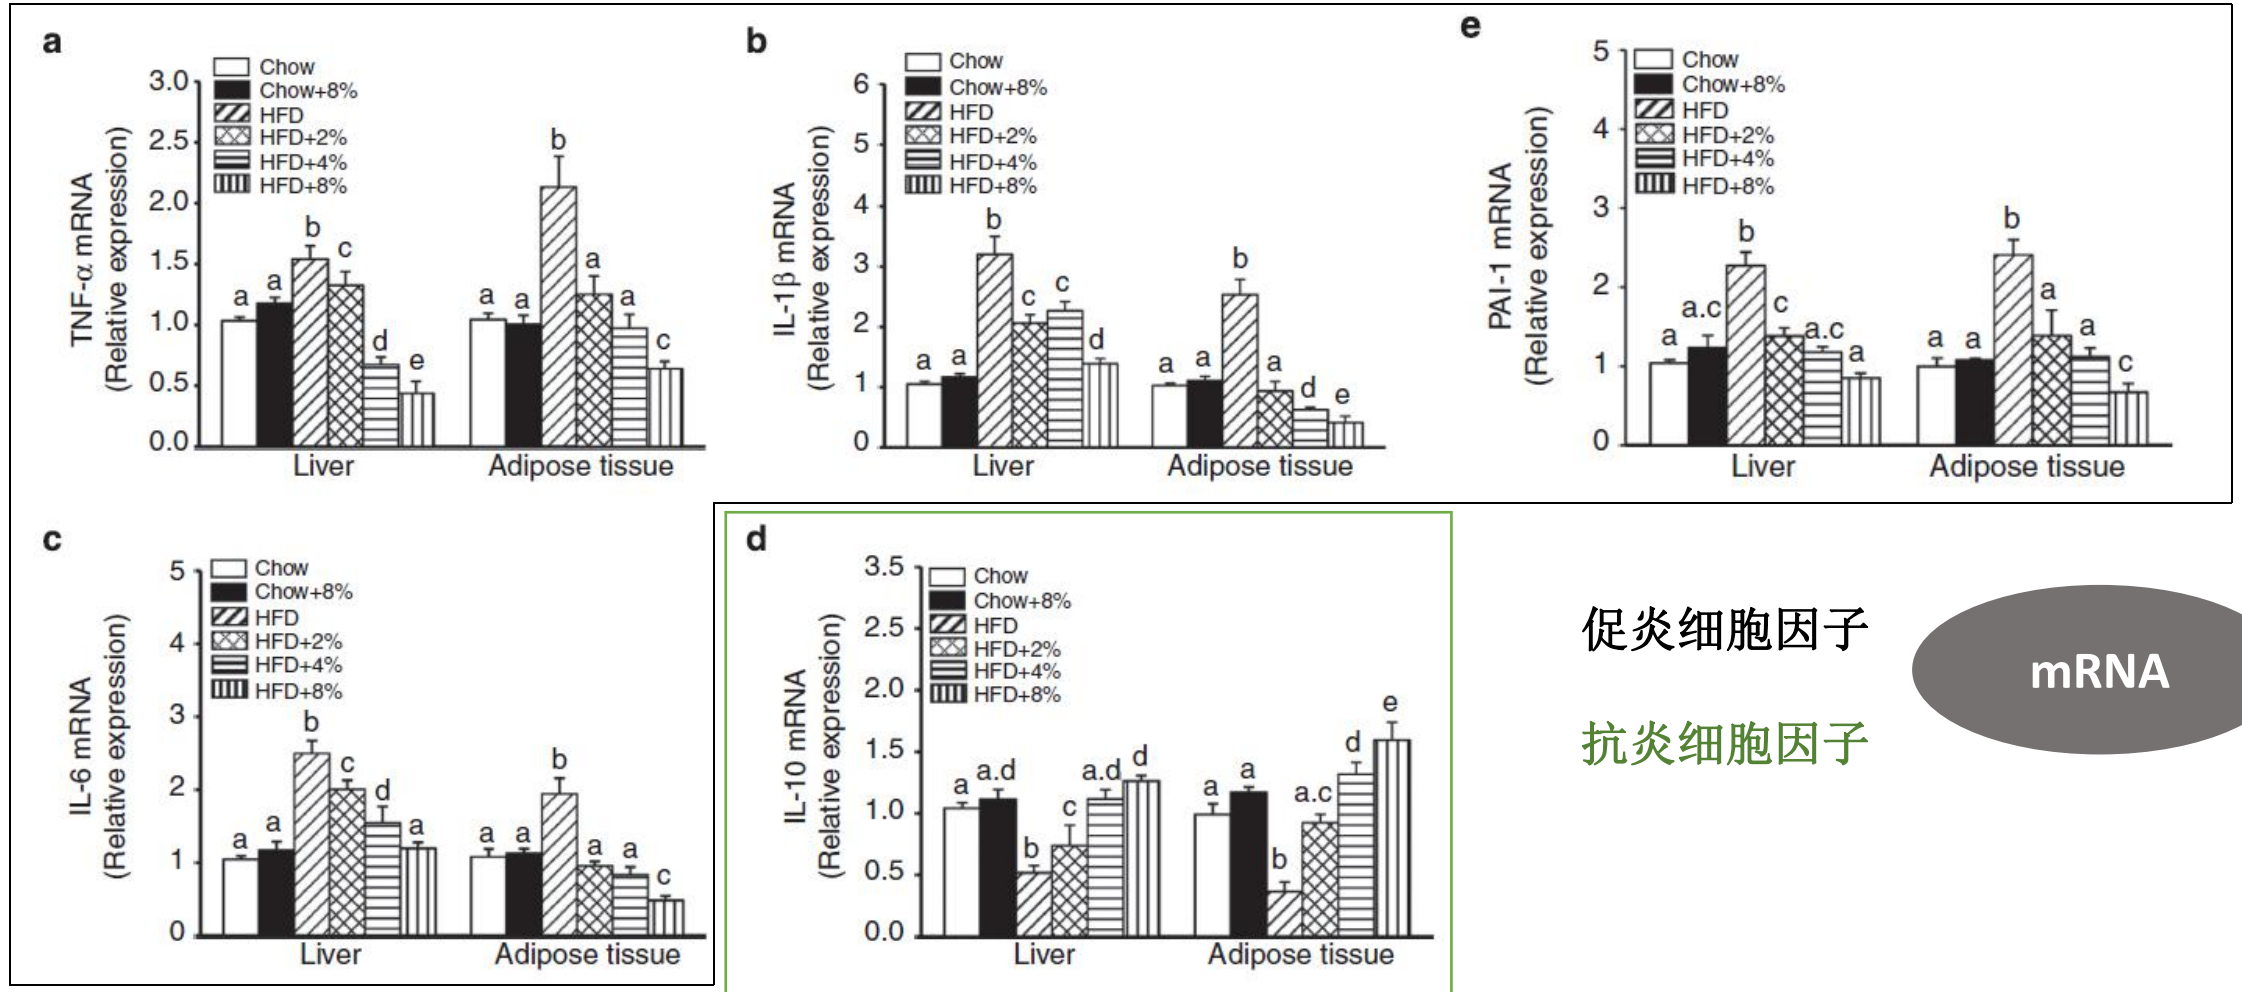 a
Chow
Chow+8%
HFD
HFD+2%
HFD+4%
HFD+8%
TNF-α mRNA
(Relative expression)
3.0
2.5
2.0
1.5
1.0
0.5
0.0
a a b c d e
a a b a a c
Liver Adipose tissue
b
Chow
Chow+8%
HFD
HFD+2%
HFD+4%
HFD+8%
IL-1β mRNA
(Relative expression)
6
5
4
3
2
1
0
a a b c c d
a a b a d e
Liver Adipose tissue
e
Chow
Chow+8%
HFD
HFD+2%
HFD+4%
HFD+8%
PAI-1 mRNA
(Relative expression)
5
4
3
2
1
0
a a.c b c a.c a
a a b a a c
Liver Adipose tissue
c
Chow
Chow+8%
HFD
HFD+2%
HFD+4%
HFD+8%
IL-6 mRNA
(Relative expression)
5
4
3
2
1
0
a a b c d a
a a b a a c
Liver Adipose tissue
d
Chow
Chow+8%
HFD
HFD+2%
HFD+4%
HFD+8%
IL-10 mRNA
(Relative expression)
3.5
2.5
2.0
1.5
1.0
0.5
0.0
a a.d b c a.d d
a a b a.c d e
Liver Adipose tissue
促炎细胞因子
mRNA
抗炎细胞因子